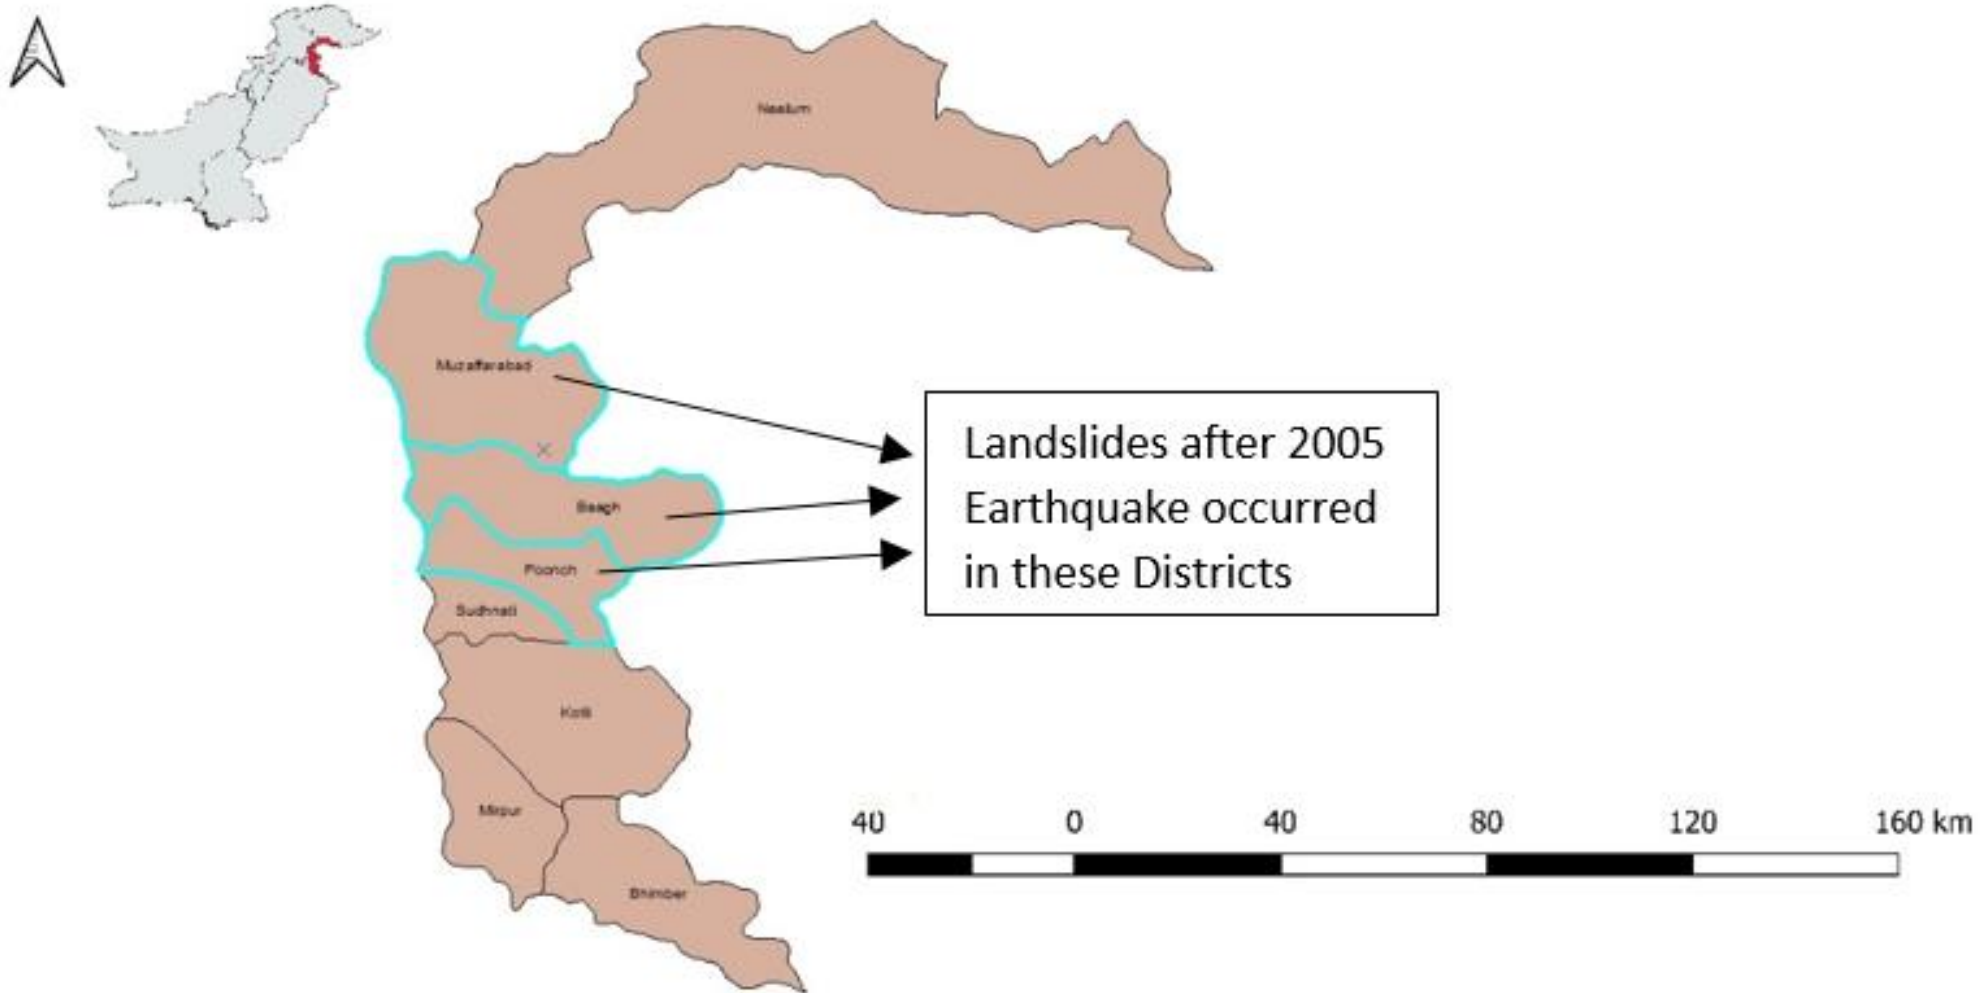 Neelum
Muzaffarabad
Landslides after 2005
Earthquake occurred
in these Districts
Baagh
Poonch
Sudhnati
Kotli
Mirpur
Bhimber
40 0 40 80 120 160 km